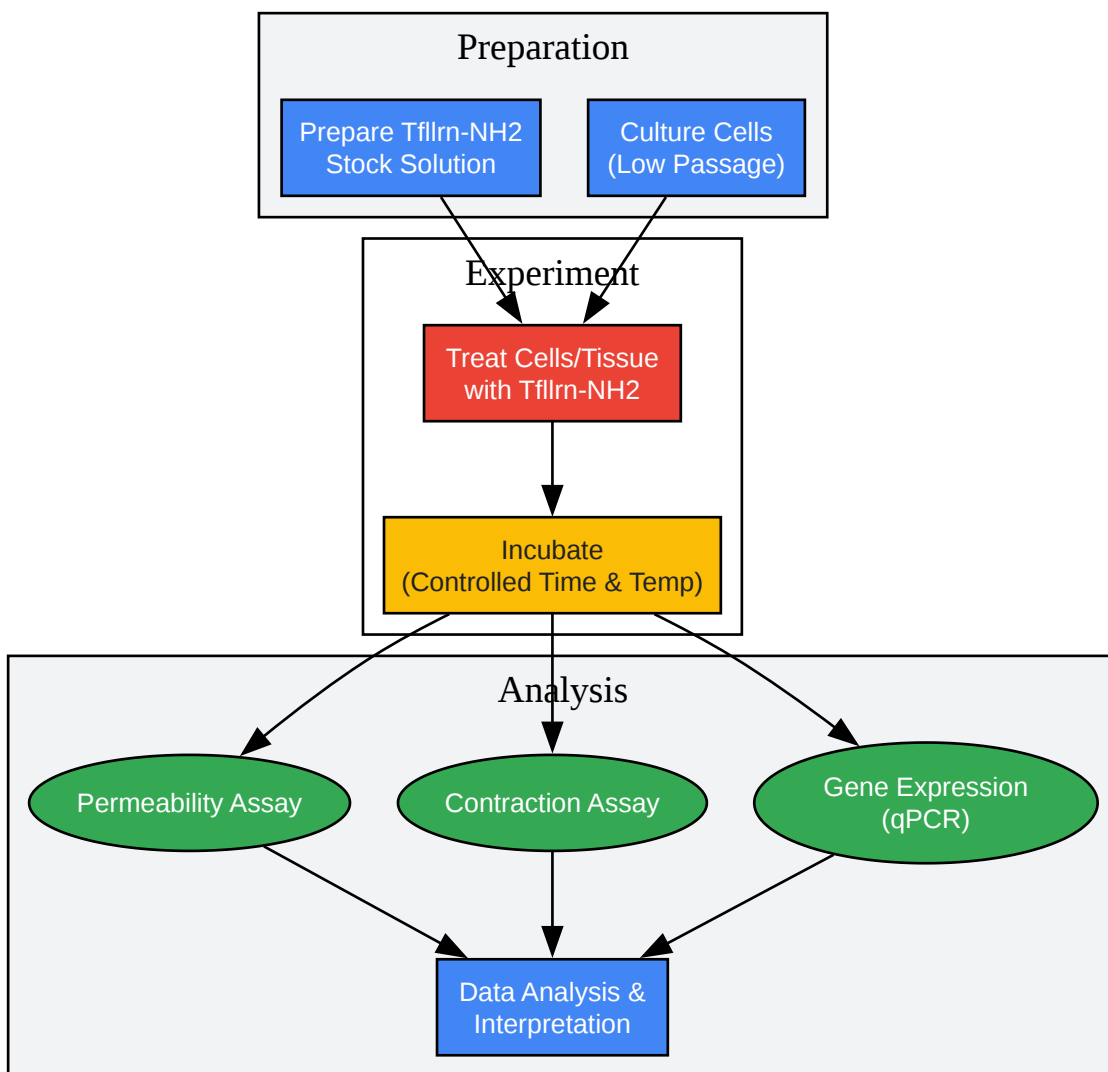 Preparation
Prepare Tfllrn-NH2
Stock Solution
Culture Cells
(Low Passage)
Experiment
Treat Cells/Tissue
with Tfllrn-NH2
Incubate
(Controlled Time & Temp)
Analysis
Permeability Assay
Contraction Assay
Gene Expression
(qPCR)
Data Analysis &
Interpretation